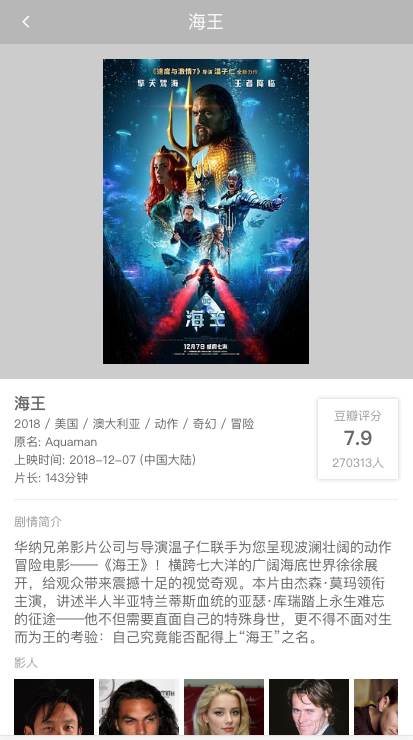 海王
《速度与激情7》导演 温子仁 全新力作
擎天驾海 王者降临
DC
海王
12月7日
海王
2018 / 美国 / 澳大利亚 / 动作 / 奇幻 / 冒险
原名: Aquaman
上映时间: 2018-12-07 (中国大陆)
片长: 143分钟
豆瓣评分
7.9
270313人
剧情简介
华纳兄弟影片公司与导演温子仁联手为您呈现波澜壮阔的动作
冒险电影——《海王》！横跨七大洋的广阔海底世界徐徐展
开，给观众带来震撼十足的视觉奇观。本片由杰森·莫玛领衔
主演，讲述半人半亚特兰蒂斯血统的亚瑟·库瑞踏上永生难忘
的征途——他不但需要直面自己的特殊身世，更不得不面对生
而为王的考验：自己究竟能否配得上“海王”之名。
影人